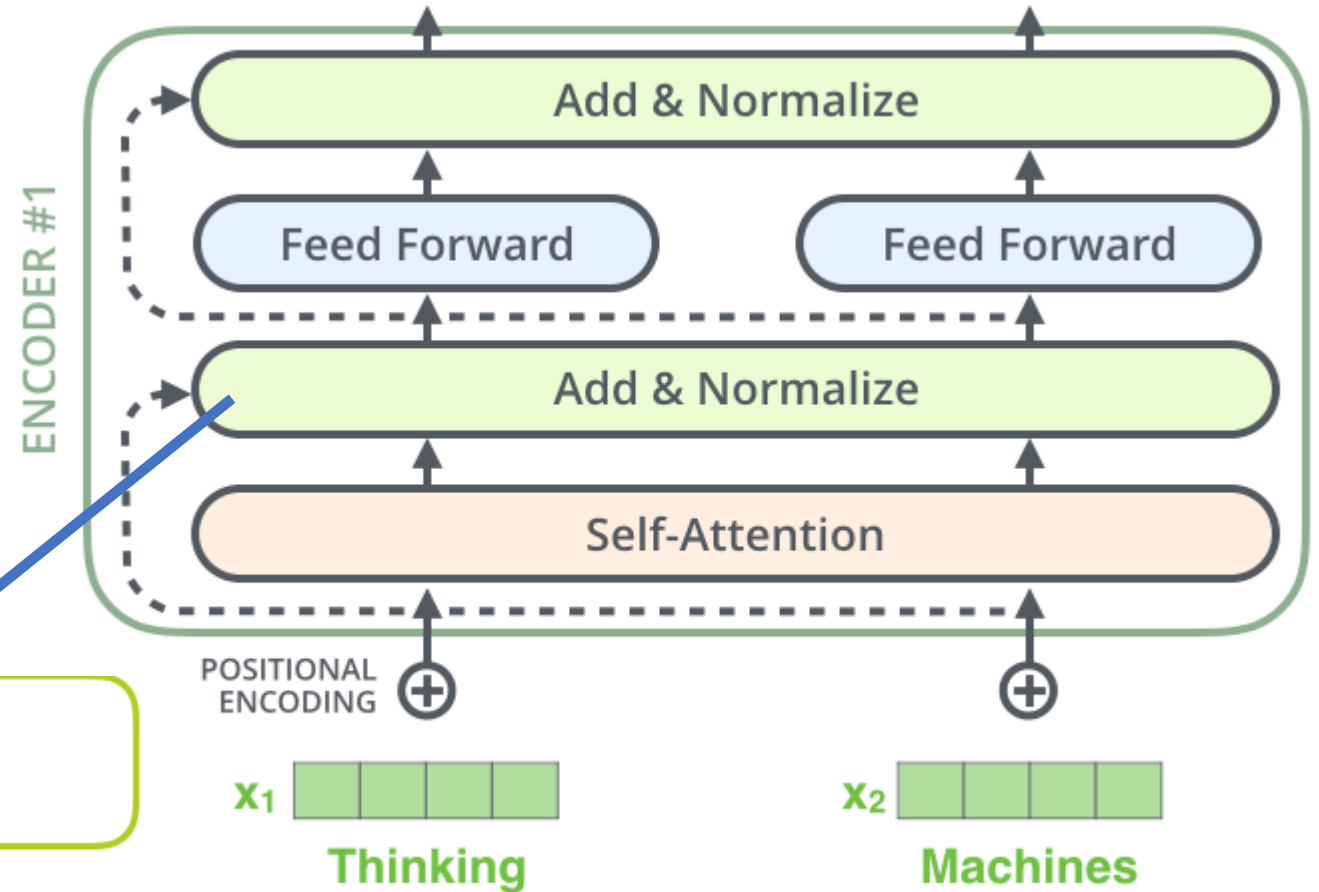 Add & Normalize
Feed Forward
Feed Forward
ENCODER #1
Add & Normalize
Self-Attention
POSITIONAL
ENCODING
x1
x2
Thinking
Machines